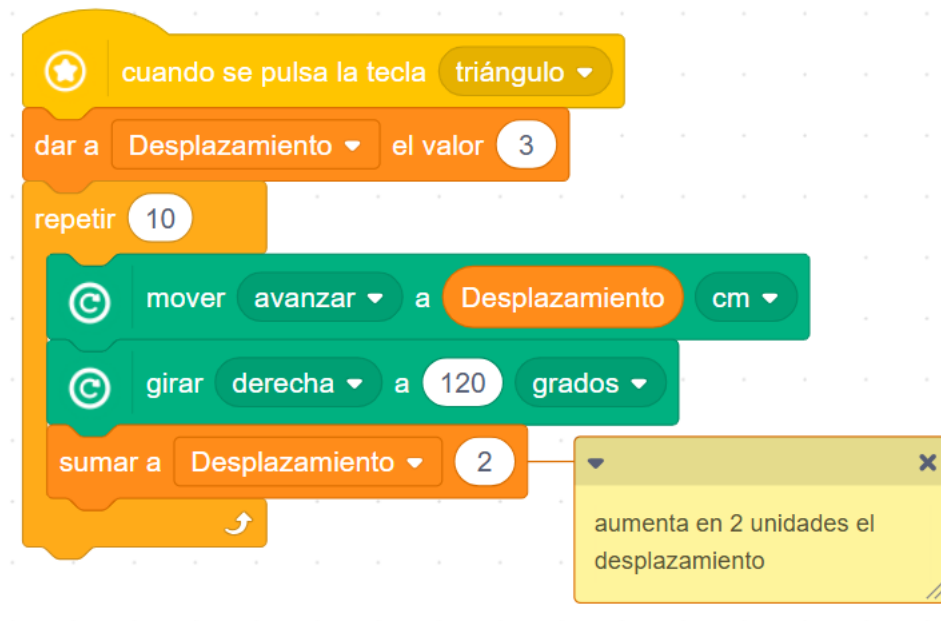 cuando se pulsa la tecla triángulo
dar a Desplazamiento el valor 3
repetir 10
mover avanzar a Desplazamiento cm
girar derecha a 120 grados
sumar a Desplazamiento 2
aumenta en 2 unidades el
desplazamiento